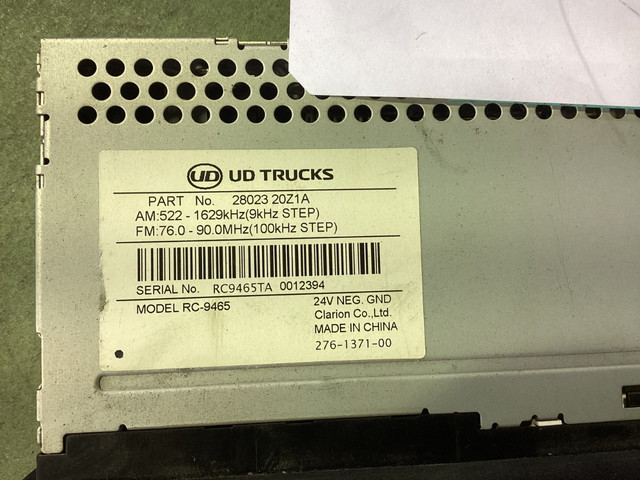 UD UD TRUCKS
PART No. 28023 20Z1A
AM:522 - 1629kHz(9kHz STEP)
FM:76.0 - 90.0MHz(100kHz STEP)
SERIAL No. RC9465TA 0012394
MODEL RC-9465
24V NEG. GND
Clarion Co.,Ltd.
MADE IN CHINA
276-1371-00